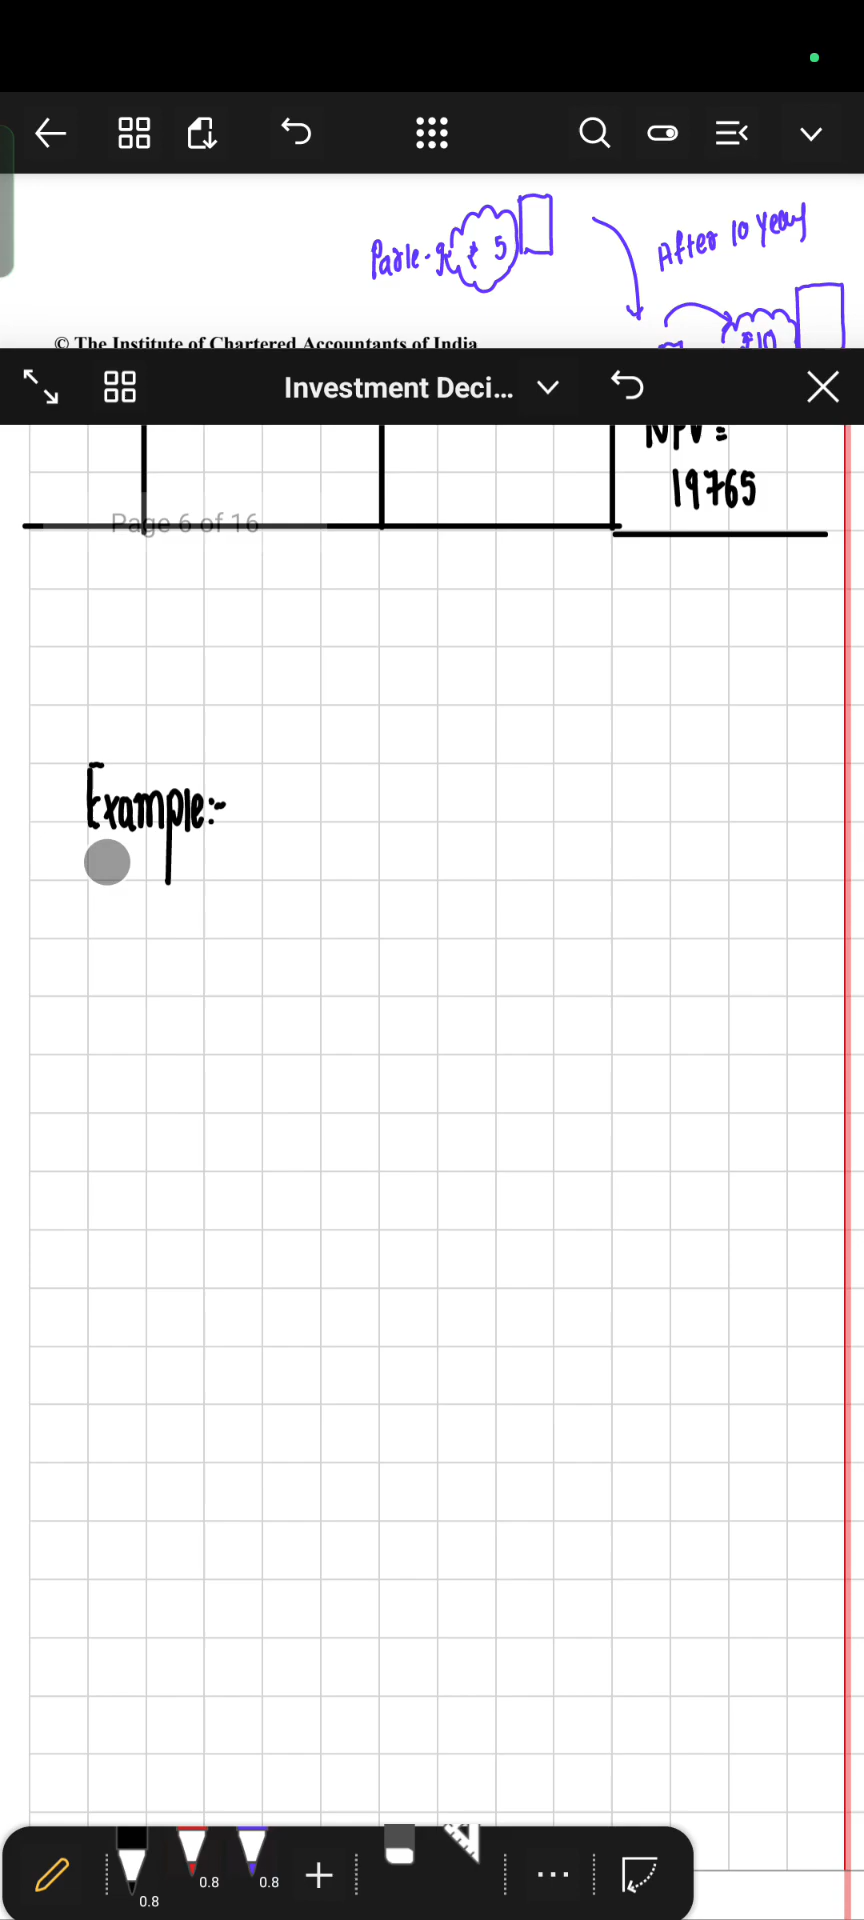 Parle-g ₹ 5
After 10 years
₹10
© The Institute of Chartered Accountants of India
Investment Deci...
NPV =
19765
Page 6 of 16
Example:-
0.8
0.8
0.8